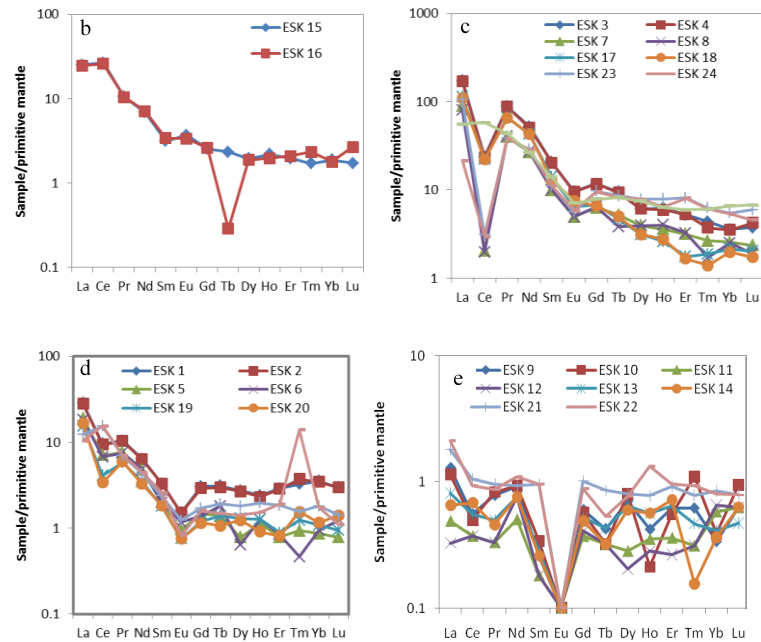 b
Sample/primitive mantle
100
10
1
0.1
ESK 15
ESK 16
La Ce Pr Nd Sm Eu Gd Tb Dy Ho Er Tm Yb Lu
c
Sample/primitive mantle
1000
100
10
1
ESK 3 ESK 4
ESK 7 ESK 8
ESK 17 ESK 18
ESK 23 ESK 24
La Ce Pr Nd Sm Eu Gd Tb Dy Ho Er Tm Yb Lu
d
Sample/primitive mantle
100
10
1
0.1
ESK 1 ESK 2
ESK 5 ESK 6
ESK 19 ESK 20
La Ce Pr Nd Sm Eu Gd Tb Dy Ho Er Tm Yb Lu
e
Sample/primitive mantle
10
1
0.1
ESK 9 ESK 10 ESK 11
ESK 12 ESK 13 ESK 14
ESK 21 ESK 22
La Ce Pr Nd Sm Eu Gd Tb Dy Ho Er Tm Yb Lu